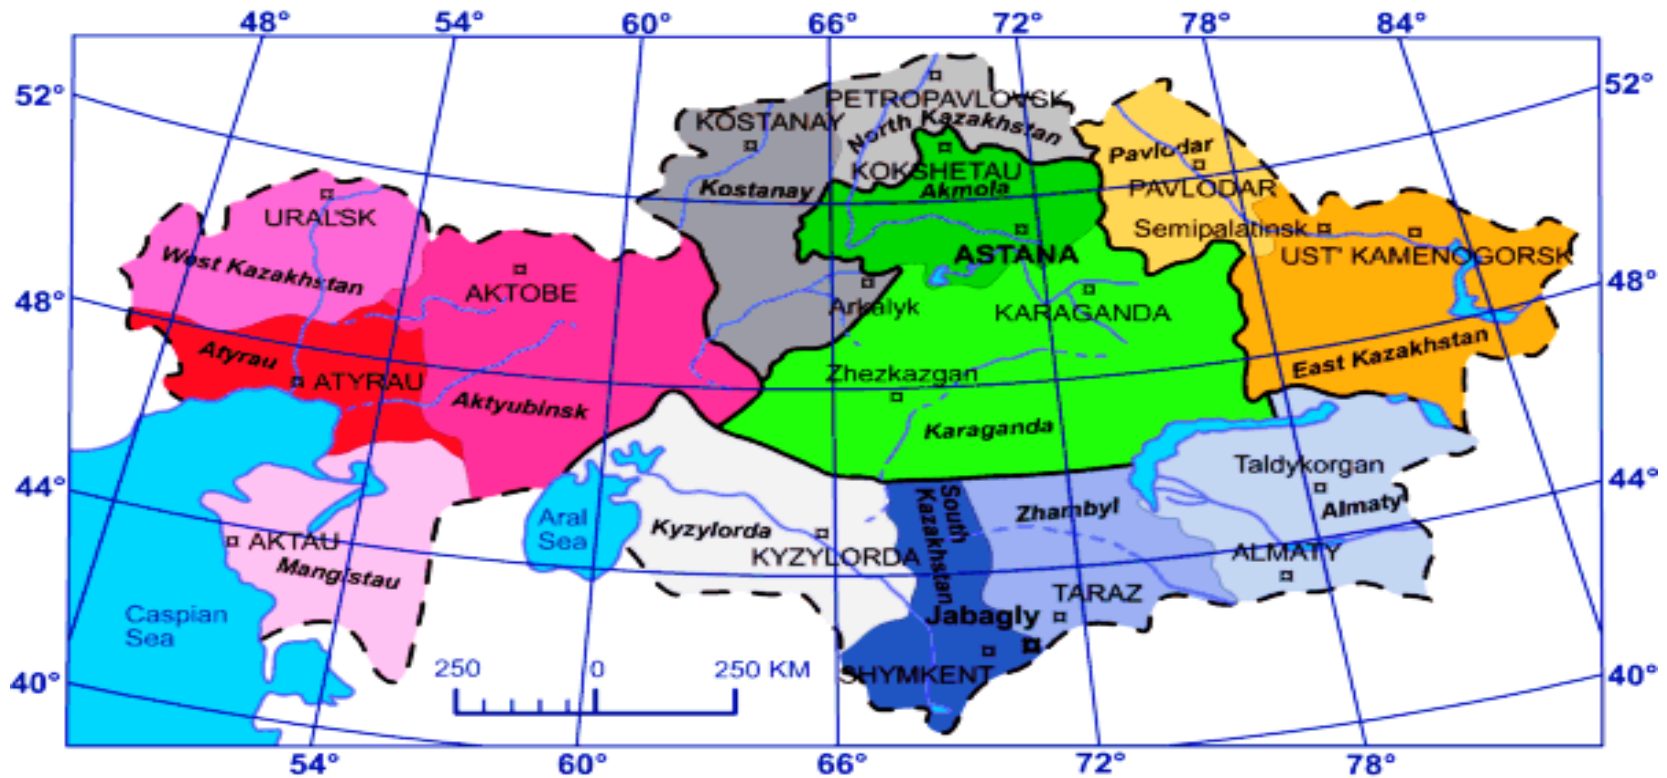 48° 54° 60° 66° 72° 78° 84°
52° 52°
PETROPAVLOVSK
KOSTANAY North Kazakhstan
Pavlodar
KOKSHETAU
Kostanay Akmola PAVLODAR
URALSK
Semipalatinsk
ASTANA UST' KAMENOGORSK
West Kazakhstan
AKTOBE
48° 48°
Arkalyk KARAGANDA
Atyrau East Kazakhstan
ATYRAU Zhezkazgan
Aktyubinsk
Karaganda
Taldykorgan
44° 44°
South
Kazakhstan
Zhambyl Almaty
Aral
Sea
Kyzylorda
AKTAU KYZYLORDA ALMATY
Mangistau
TARAZ
Caspian
Sea
Jabagly
250 0 250 KM SHYMKENT
40° 40°
54° 60° 66° 72° 78°